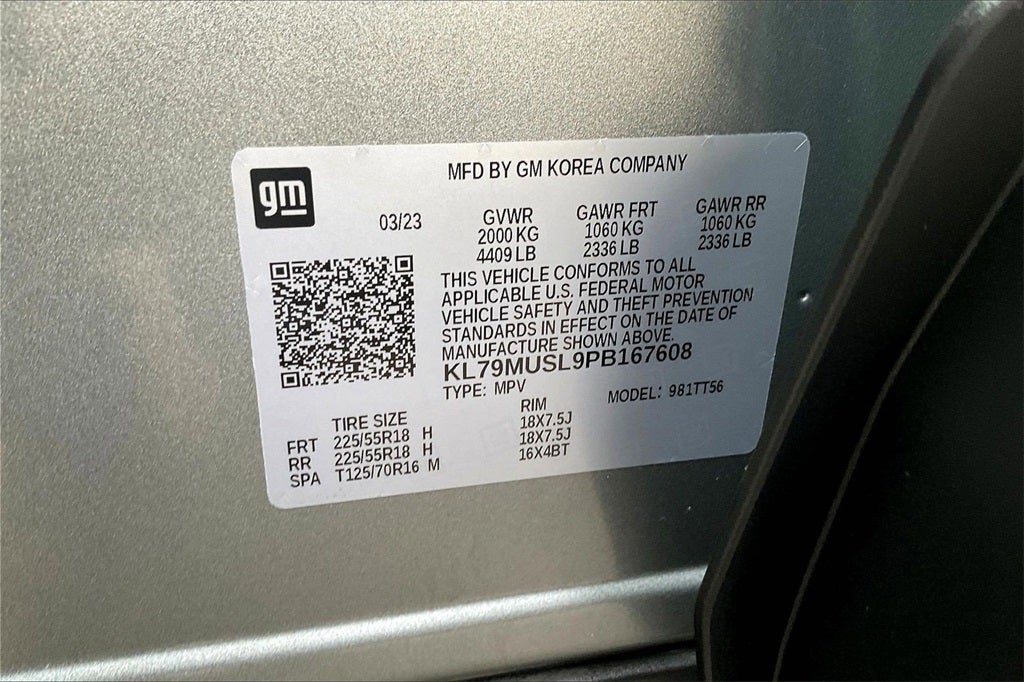 gm
MFD BY GM KOREA COMPANY
03/23
GVWR GAWR FRT GAWR RR
2000 KG 1060 KG 1060 KG
4409 LB 2336 LB 2336 LB
THIS VEHICLE CONFORMS TO ALL
APPLICABLE U.S. FEDERAL MOTOR
VEHICLE SAFETY AND THEFT PREVENTION
STANDARDS IN EFFECT ON THE DATE OF
MANUFACTURE SHOWN ABOVE.
KL79MUSL9PB167608
TYPE: MPV MODEL: 981TT56
TIRE SIZE RIM
FRT 225/55R18 H 18X7.5J
RR 225/55R18 H 18X7.5J
SPA T125/70R16 M 16X4BT